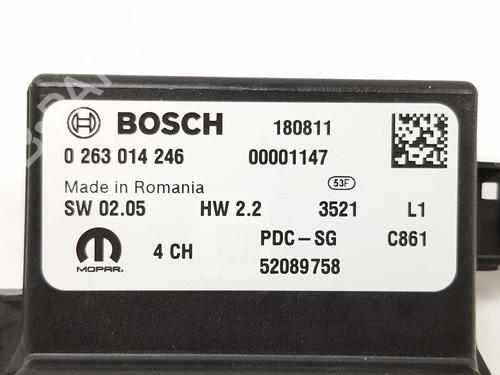 BOSCH 180811
0 263 014 246 00001147
Made in Romania 53F
SW 02.05 HW 2.2 3521 L1
MOPAR. 4 CH PDC-SG C861
52089758